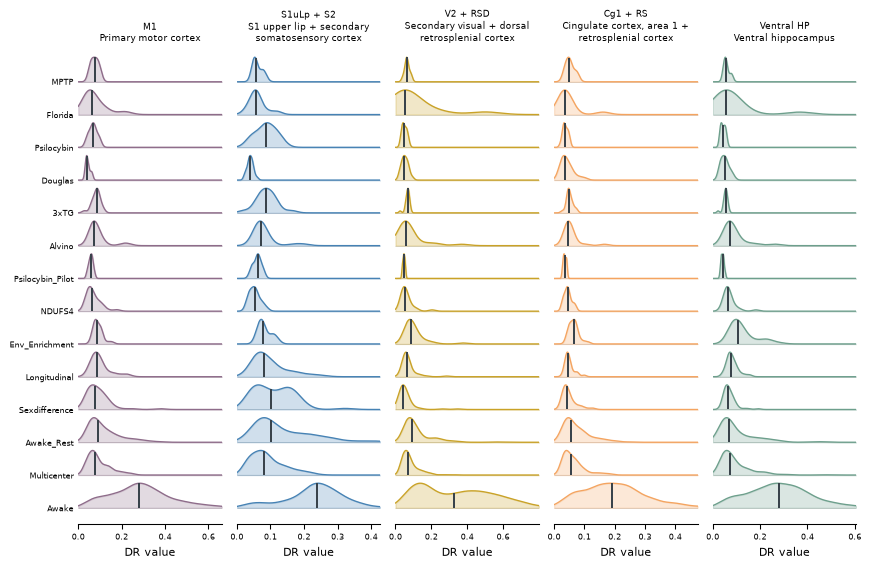 M1
Primary motor cortex
S1uLp + S2
S1 upper lip + secondary
somatosensory cortex
V2 + RSD
Secondary visual + dorsal
retrosplenial cortex
Cg1 + RS
Cingulate cortex, area 1 +
retrosplenial cortex
Ventral HP
Ventral hippocampus
MPTP
Florida
Psilocybin
Douglas
3xTG
Alvino
Psilocybin_Pilot
NDUFS4
Env_Enrichment
Longitudinal
Sexdifference
Awake_Rest
Multicenter
Awake
0.0 0.2 0.4 0.6
0.0 0.1 0.2 0.3 0.4
0.0 0.2 0.4 0.6
0.0 0.1 0.2 0.3 0.4
0.0 0.2 0.4 0.6
DR value
DR value
DR value
DR value
DR value